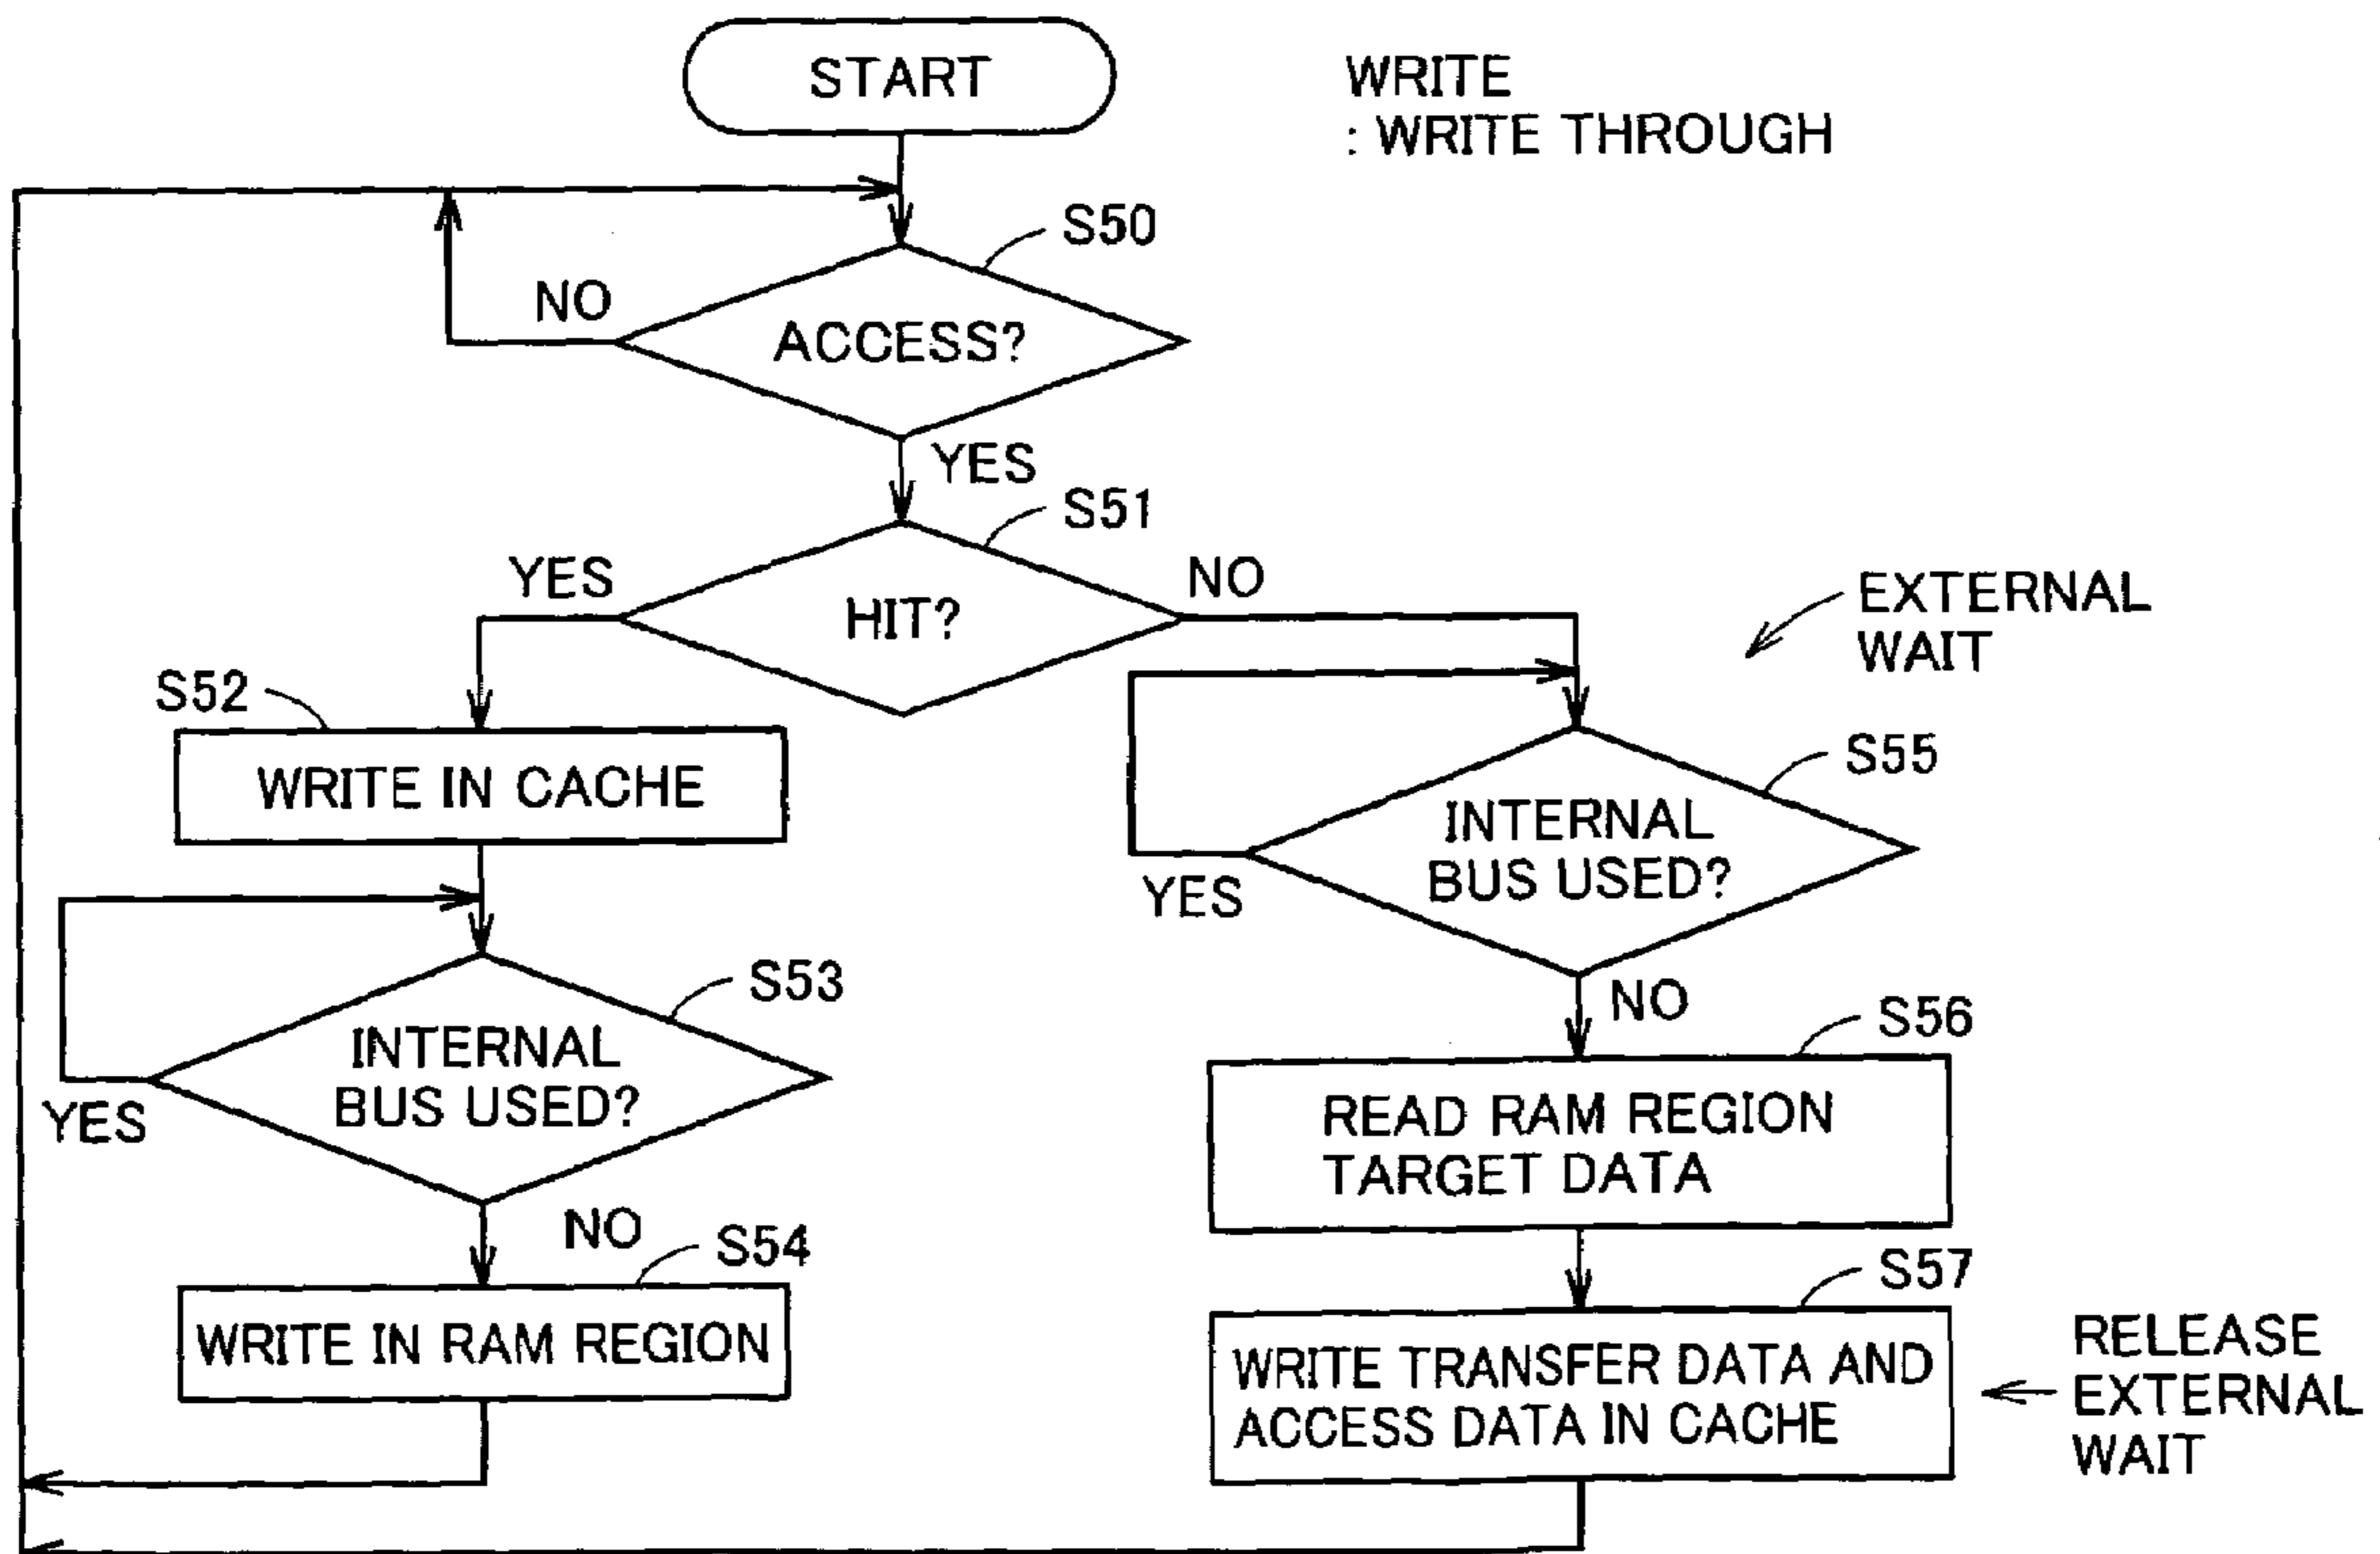 START
WRITE
: WRITE THROUGH
S50
NO
ACCESS?
YES
S51
YES
HIT?
NO
EXTERNAL
WAIT
S52
WRITE IN CACHE
S55
INTERNAL
BUS USED?
YES
NO
S53
INTERNAL
BUS USED?
YES
NO
S56
READ RAM REGION
TARGET DATA
S54
WRITE IN RAM REGION
S57
WRITE TRANSFER DATA AND
ACCESS DATA IN CACHE
RELEASE
EXTERNAL
WAIT